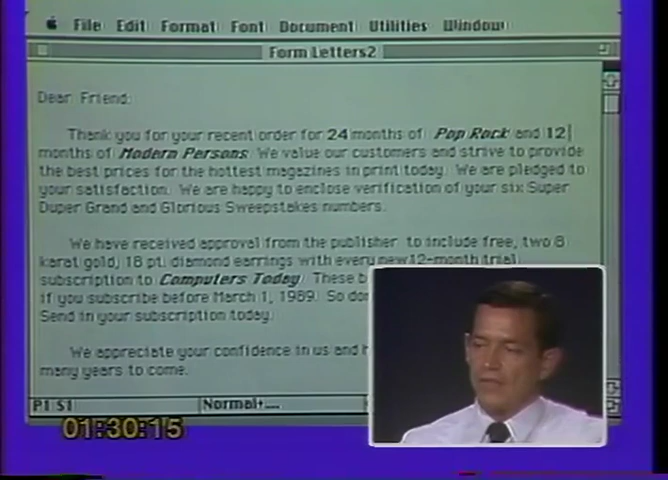 File Edit Format Font Document Utilities Window
Form Letters2
Dear Friend:
Thank you for your recent order for 24 months of Pop Rock and 12
months of Modern Persons. We value our customers and strive to provide
the best prices for the hottest magazines in print today. We are pledged to
your satisfaction. We are happy to enclose verification of your six Super
Duper Grand and Glorious Sweepstakes numbers.
We have received approval from the publisher to include free, two 8
karat gold, 18 pt. diamond earrings with every new 12-month trial
subscription to Computers Today. These
if you subscribe before March 1, 1989. So
Send in your subscription today.
We appreciate your confidence in us and
many years to come.
P1 S1 Normal+...
01:30:15